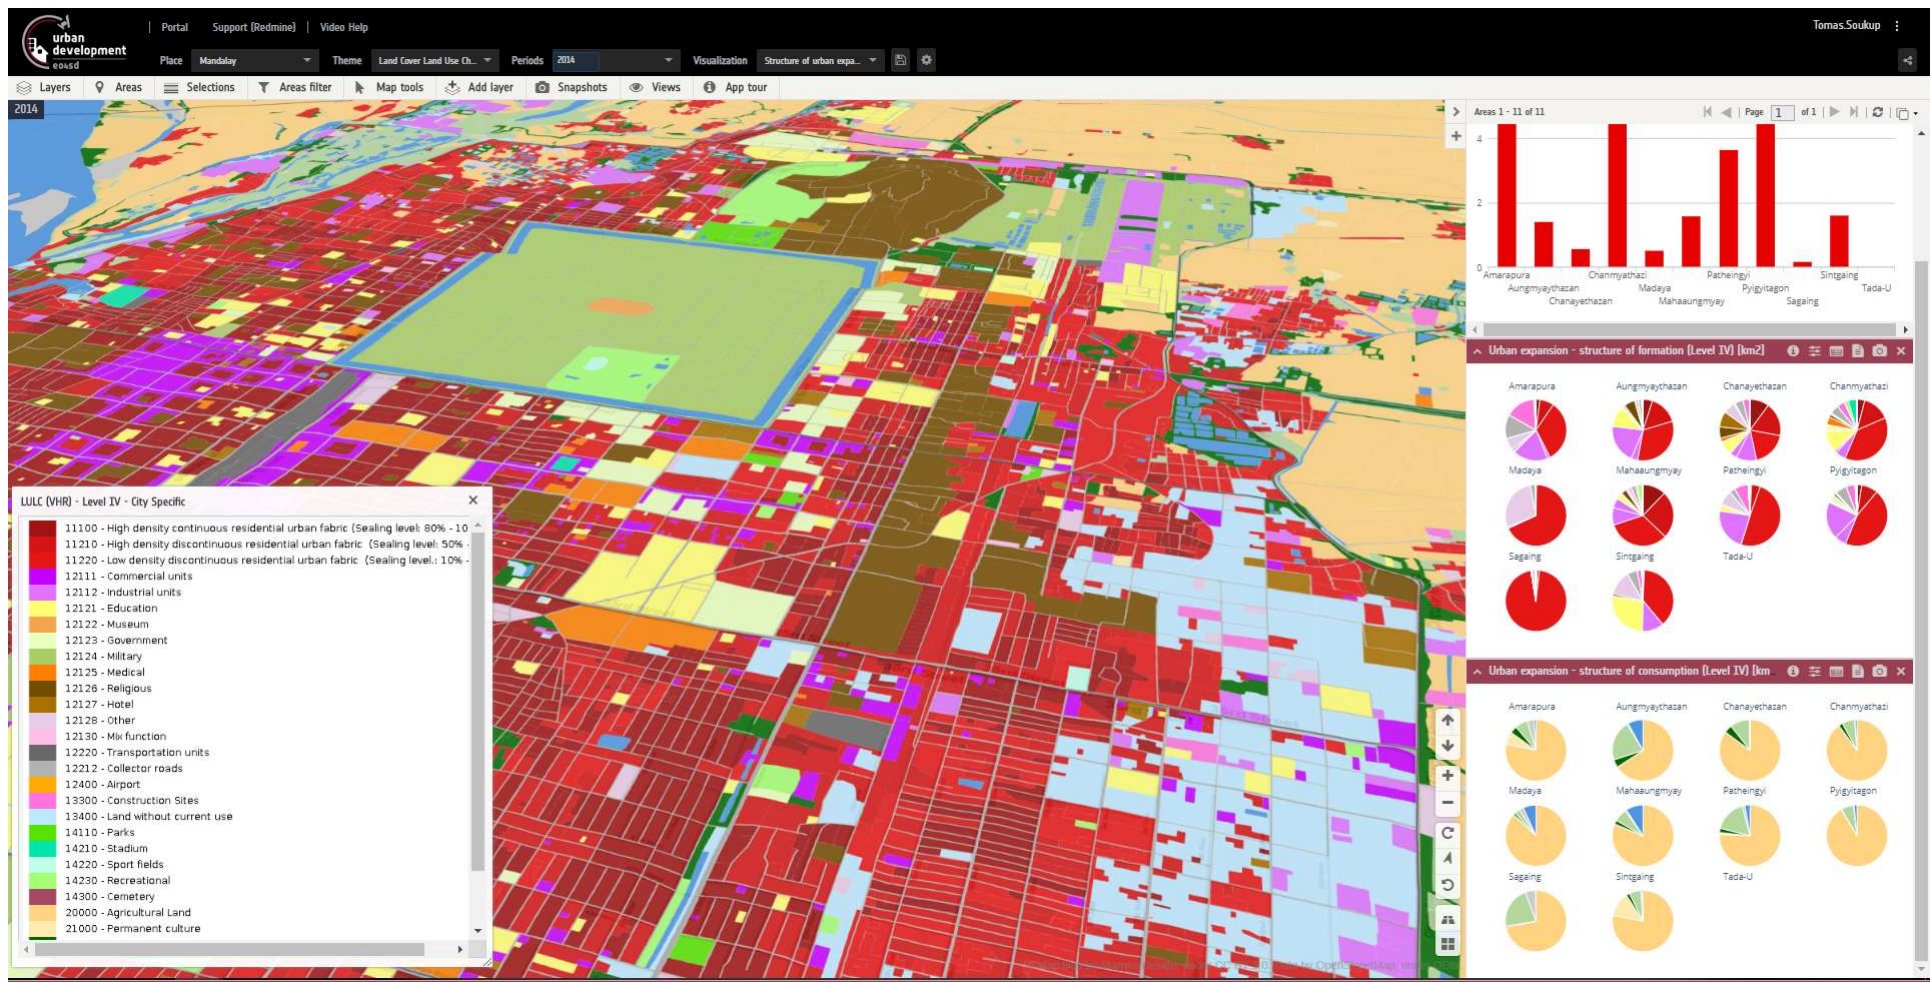 urban
development
eo4sd
Portal
Support (Redmine)
Video Help
Tomas.Soukup
Place
Mandalay
Theme
Land Cover Land Use Ch...
Periods
2014
Visualization
Structure of urban expa...
Layers
Areas
Selections
Areas filter
Map tools
Add layer
Snapshots
Views
App tour
2014
Areas 1 - 11 of 11
Page 1 of 1
4
2
0
Amarapura
Chanmyathazi
Patheingyi
Sintgaing
Aungmyaythazan
Madaya
Pyigyitagon
Tada-U
Chanayethazan
Mahaaungmyay
Sagaing
Urban expansion - structure of formation (Level IV) [km2]
Amarapura
Aungmyaythazan
Chanayethazan
Chanmyathazi
Madaya
Mahaaungmyay
Patheingyi
Pyigyitagon
Sagaing
Sintgaing
Tada-U
Urban expansion - structure of consumption (Level IV) [km
Amarapura
Aungmyaythazan
Chanayethazan
Chanmyathazi
Madaya
Mahaaungmyay
Patheingyi
Pyigyitagon
Sagaing
Sintgaing
Tada-U
LULC (VHR) - Level IV - City Specific
11100 - High density continuous residential urban fabric (Sealing level: 80% - 10
11210 - High density discontinuous residential urban fabric (Sealing level: 50% -
11220 - Low density discontinuous residential urban fabric (Sealing level.: 10% -
12111 - Commercial units
12112 - Industrial units
12121 - Education
12122 - Museum
12123 - Government
12124 - Military
12125 - Medical
12126 - Religious
12127 - Hotel
12128 - Other
12130 - Mix function
12220 - Transportation units
12212 - Collector roads
12400 - Airport
13300 - Construction Sites
13400 - Land without current use
14110 - Parks
14210 - Stadium
14220 - Sport fields
14230 - Recreational
14300 - Cemetery
20000 - Agricultural Land
21000 - Permanent culture